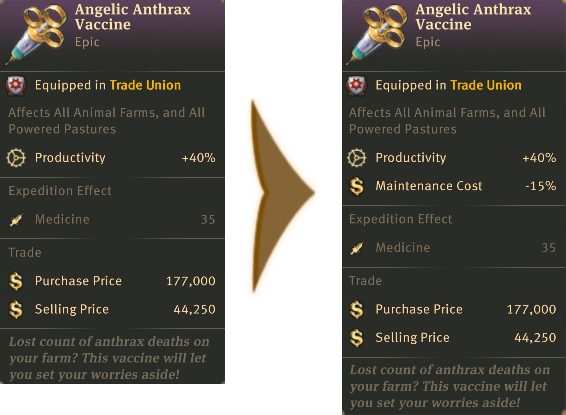 Angelic Anthrax
Vaccine
Epic
Equipped in Trade Union
Affects All Animal Farms, and All
Powered Pastures
Productivity +40%
Expedition Effect
Medicine 35
Trade
Purchase Price 177,000
Selling Price 44,250
Lost count of anthrax deaths on
your farm? This vaccine will let
you set your worries aside!
Angelic Anthrax
Vaccine
Epic
Equipped in Trade Union
Affects All Animal Farms, and All
Powered Pastures
Productivity +40%
Maintenance Cost -15%
Expedition Effect
Medicine 35
Trade
Purchase Price 177,000
Selling Price 44,250
Lost count of anthrax deaths on
your farm? This vaccine will let
you set your worries aside!